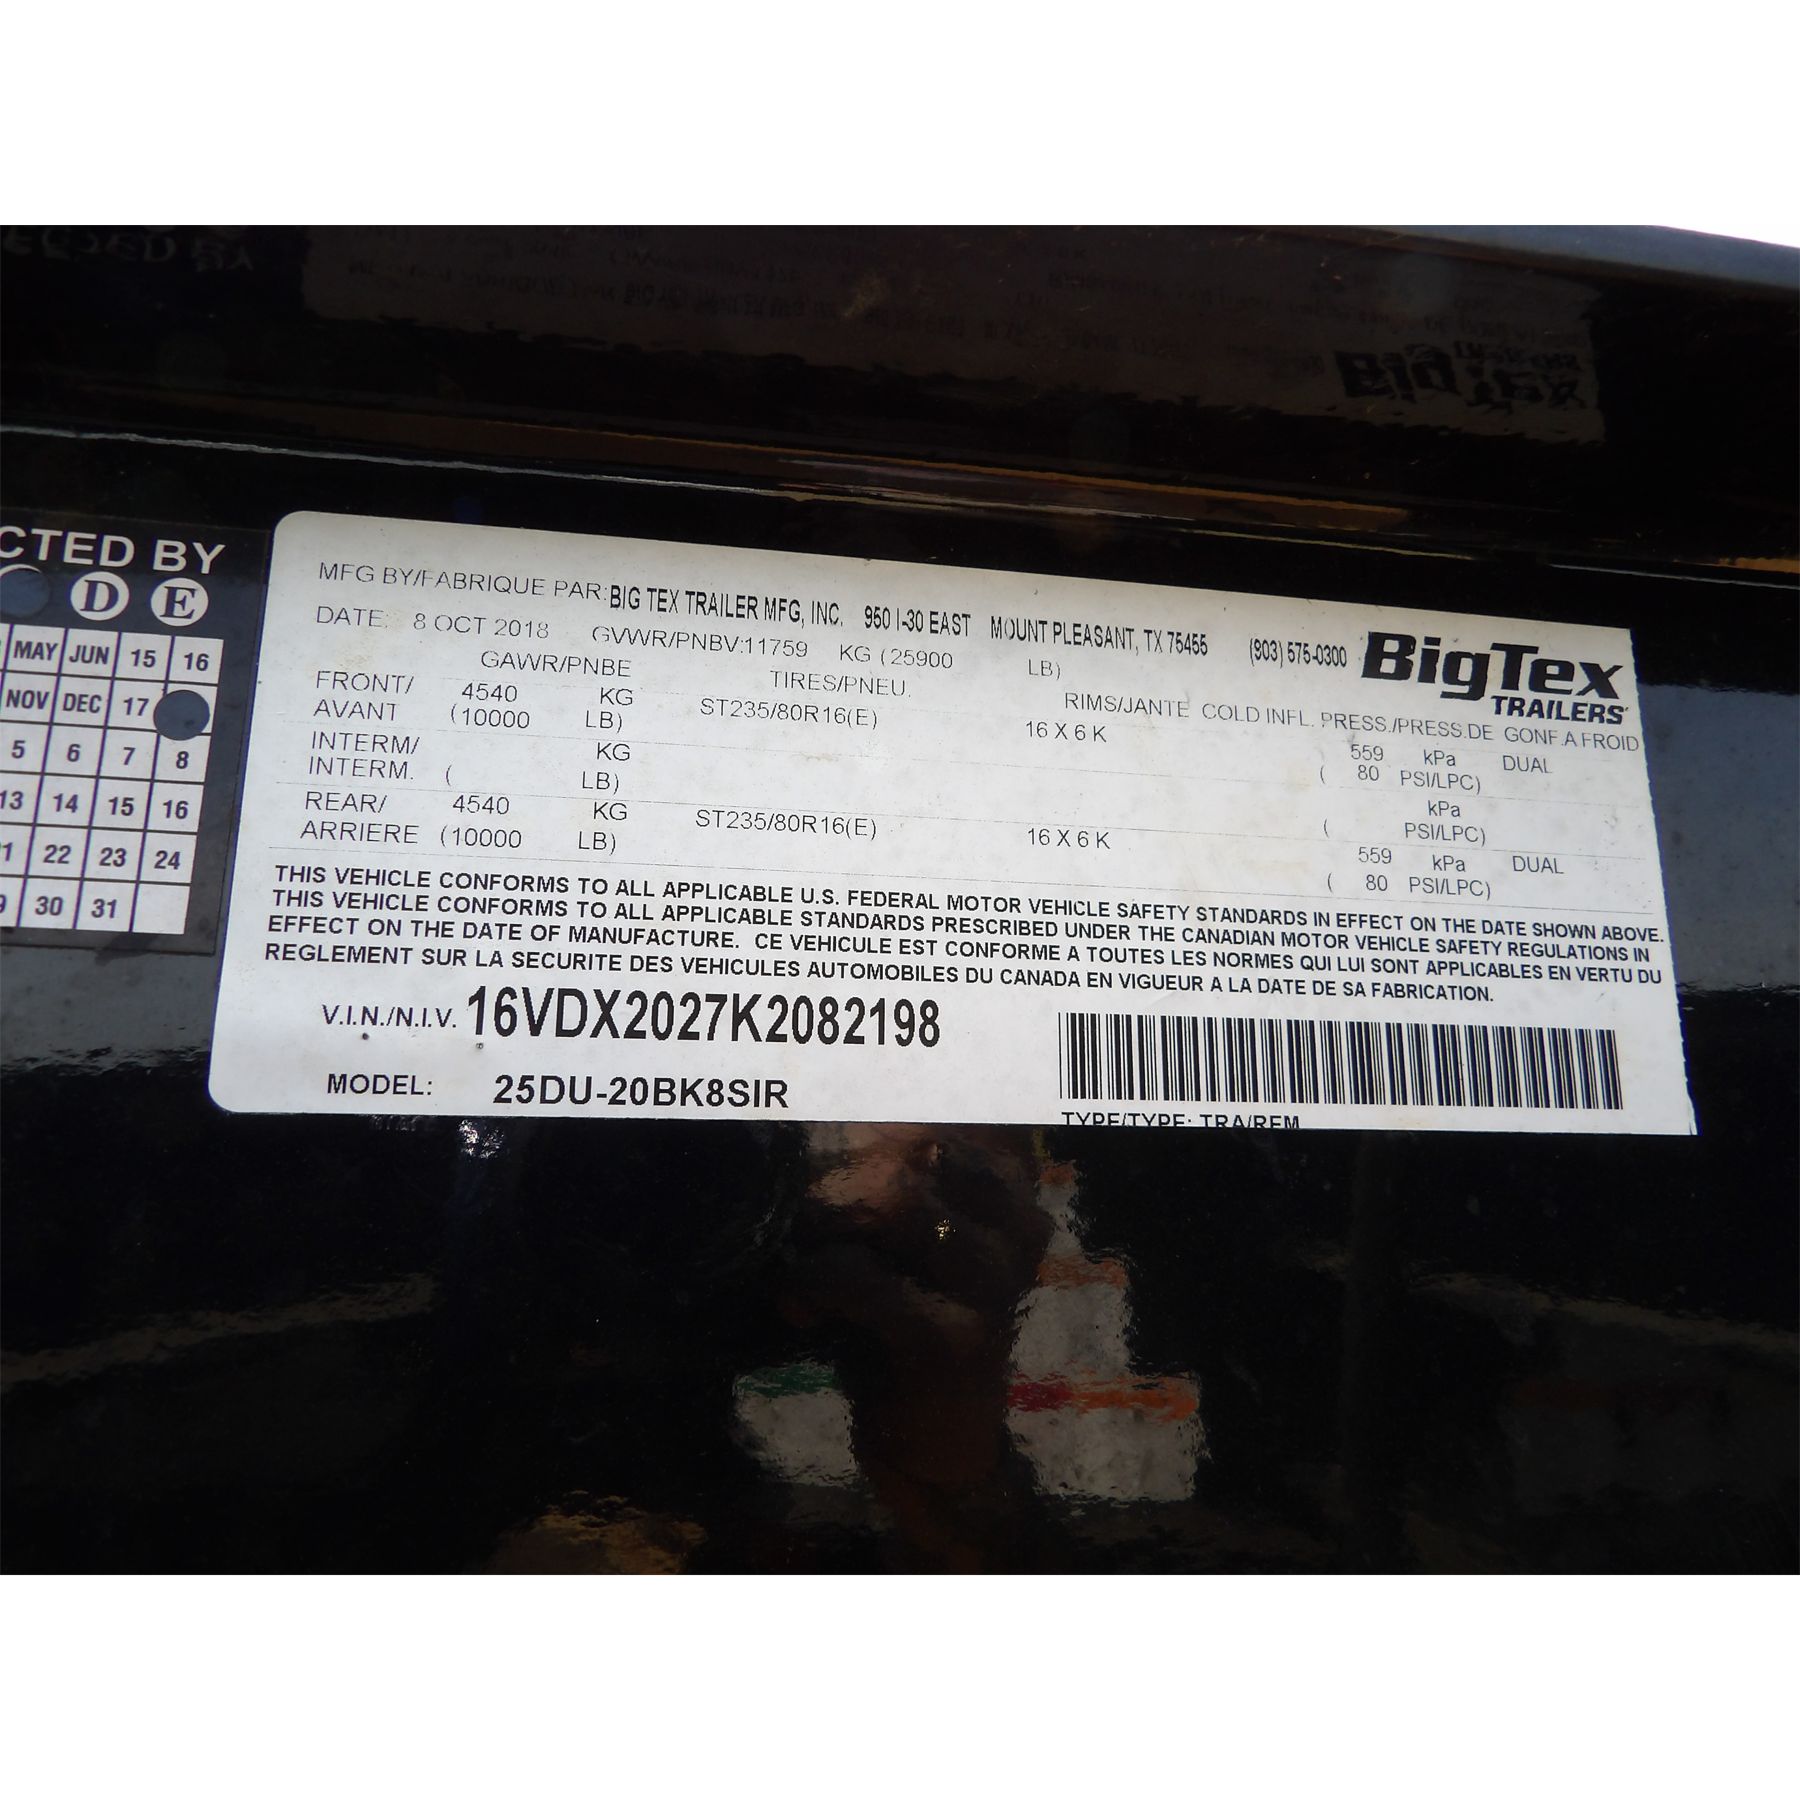 CTED BY
D E
MAY JUN 15 16
NOV DEC 17
5 6 7 8
13 14 15 16
22 23 24
30 31
MFG BY/FABRIQUE PAR: BIG TEX TRAILER MFG, INC. 950 I-30 EAST MOUNT PLEASANT, TX 75455 (903) 575-0300
BigTex
TRAILERS
DATE: 8 OCT 2018 GVWR/PNBV:11759 KG (25900 LB)
GAWR/PNBE TIRES/PNEU. RIMS/JANTE COLD INFL. PRESS./PRESS.DE GONF.A FROID
FRONT/ 4540 KG ST235/80R16(E) 16 X 6 K 559 kPa DUAL
AVANT (10000 LB) ( 80 PSI/LPC)
INTERM/ KG kPa
INTERM. ( LB) ( PSI/LPC)
REAR/ 4540 KG ST235/80R16(E) 16 X 6 K 559 kPa DUAL
ARRIERE (10000 LB) ( 80 PSI/LPC)
THIS VEHICLE CONFORMS TO ALL APPLICABLE U.S. FEDERAL MOTOR VEHICLE SAFETY STANDARDS IN EFFECT ON THE DATE SHOWN ABOVE.
THIS VEHICLE CONFORMS TO ALL APPLICABLE STANDARDS PRESCRIBED UNDER THE CANADIAN MOTOR VEHICLE SAFETY REGULATIONS IN
EFFECT ON THE DATE OF MANUFACTURE. CE VEHICULE EST CONFORME A TOUTES LES NORMES QUI LUI SONT APPLICABLES EN VERTU DU
REGLEMENT SUR LA SECURITE DES VEHICULES AUTOMOBILES DU CANADA EN VIGUEUR A LA DATE DE SA FABRICATION.
V.I.N./N.I.V. 16VDX2027K2082198
MODEL: 25DU-20BK8SIR
TYPE/TYPE: TRA/REM